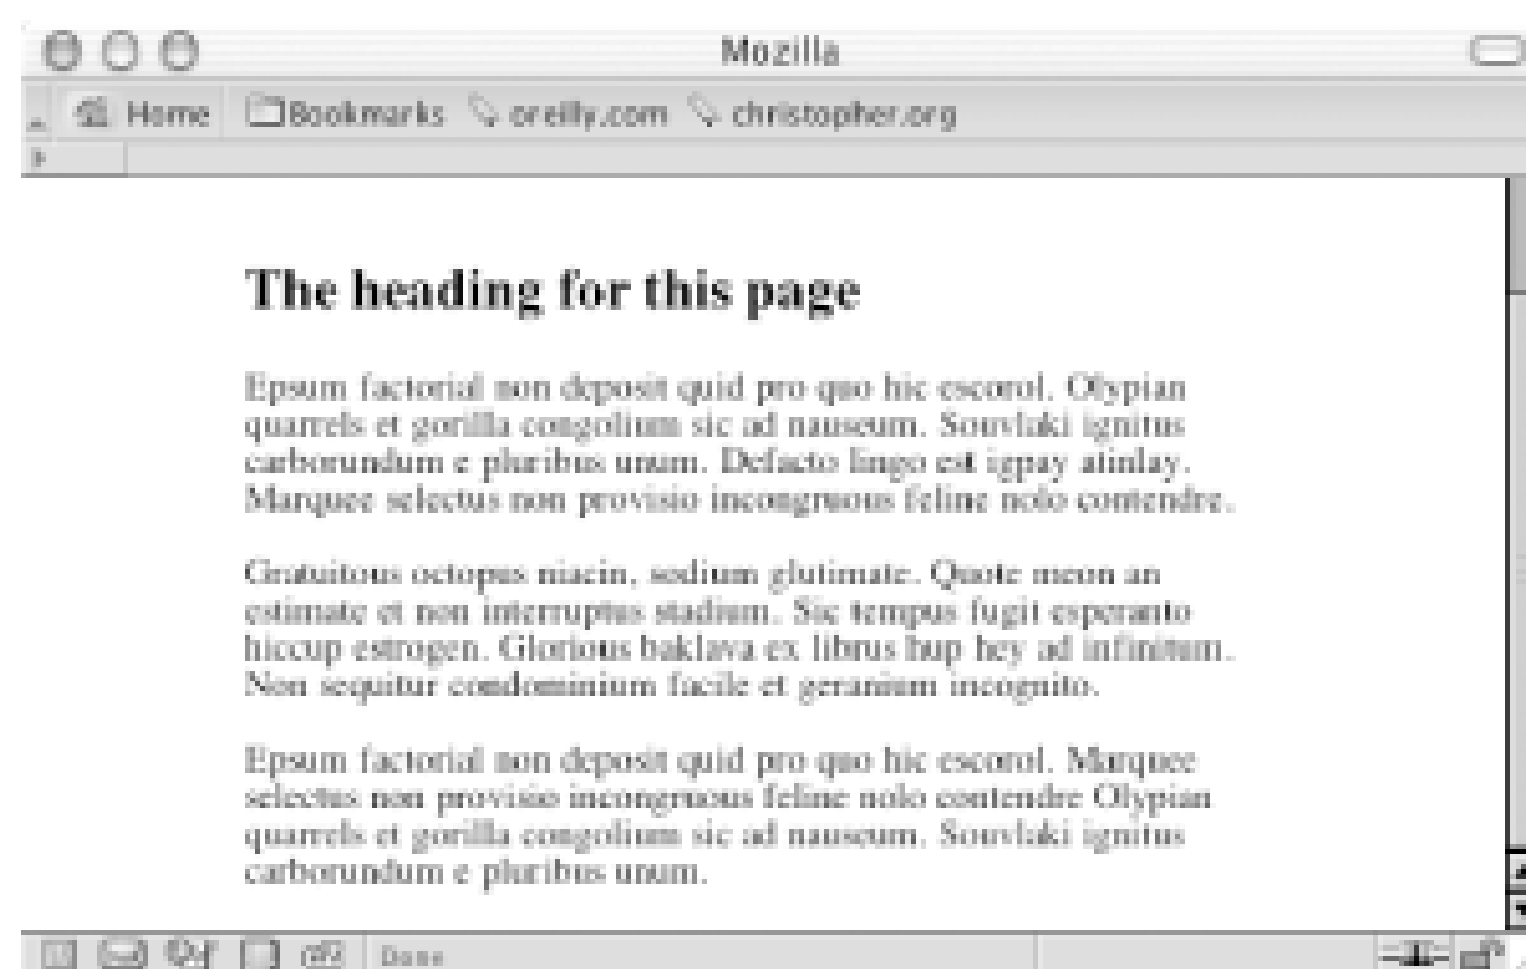 Mozilla
Home Bookmarks oreilly.com christopher.org
The heading for this page
Epsum factorial non deposit quid pro quo hic escorol. Olypian
quarrels et gorilla congolium sic ad nauseum. Souvlaki ignitus
carborundum e pluribus unum. Defacto lingo est igpay atinlay.
Marquee selectus non provisio incongruous feline nolo contendre.
Gratuitous octopus niacin, sodium glutimate. Quote meon an
estimate et non interruptus stadium. Sic tempus fugit esperanto
hiccup estrogen. Glorious baklava ex librus hup hey ad infinitum.
Non sequitur condominium facile et geranium incognito.
Epsum factorial non deposit quid pro quo hic escorol. Marquee
selectus non provisio incongruous feline nolo contendre Olypian
quarrels et gorilla congolium sic ad nauseum. Souvlaki ignitus
carborundum e pluribus unum.
Done